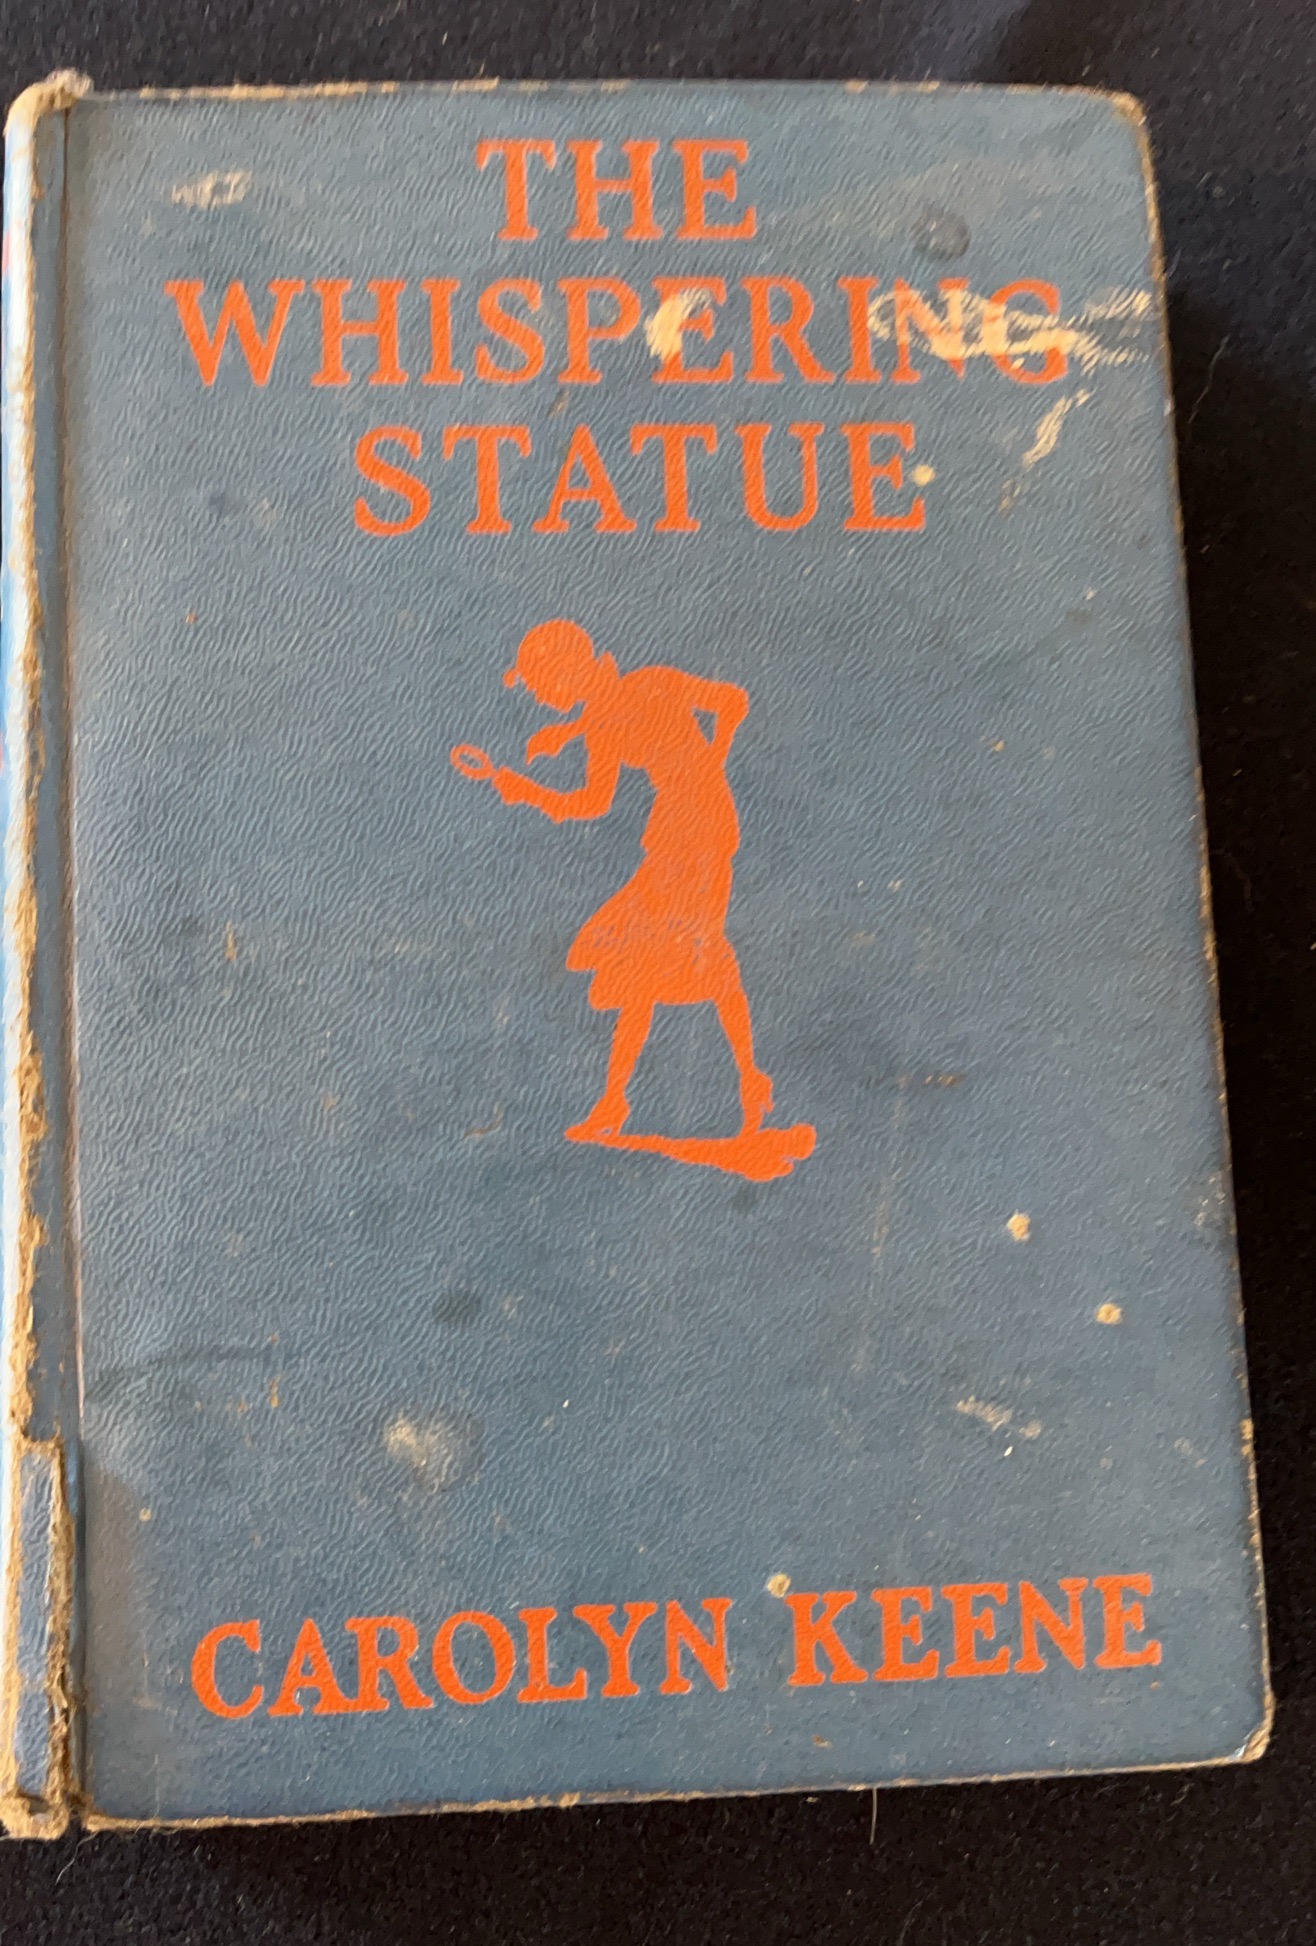 THE
WHISPERING
STATUE
CAROLYN KEENE